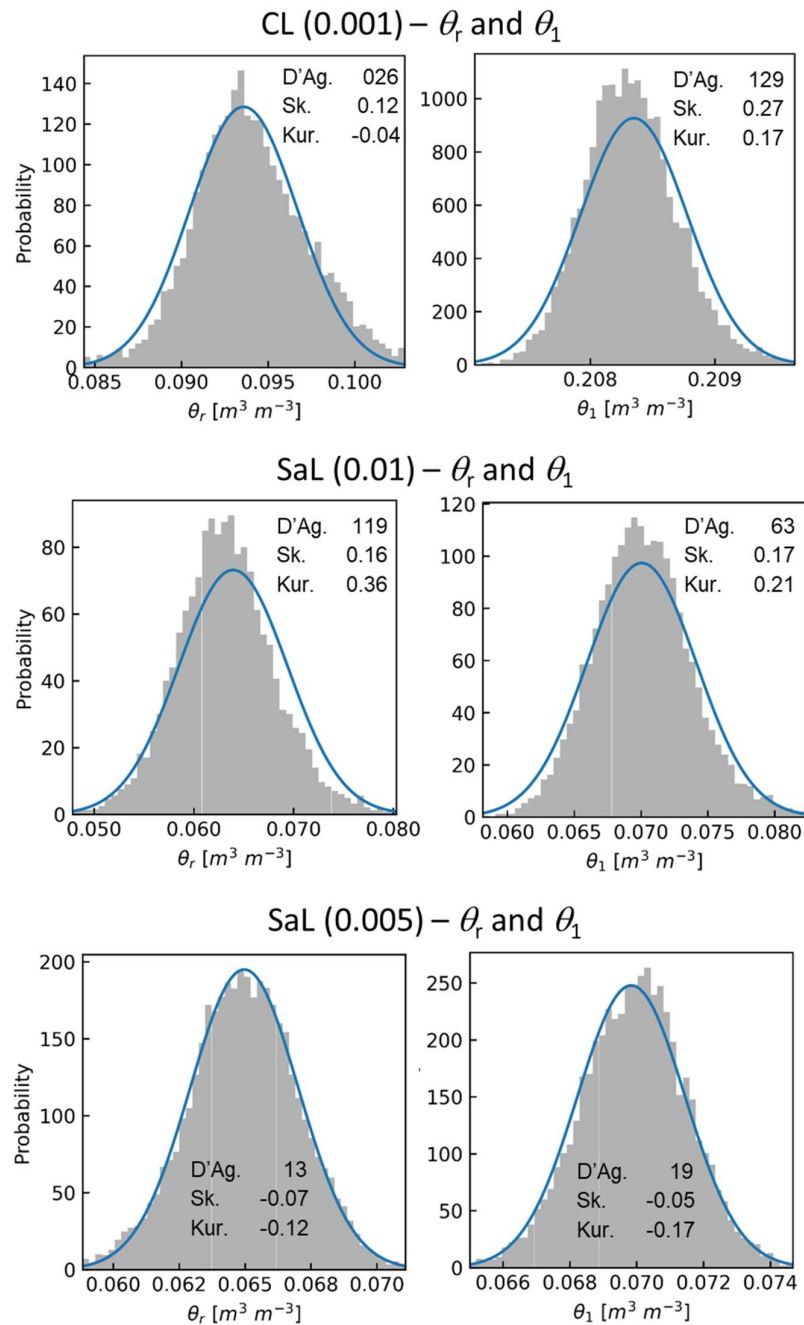 CL (0.001) – θr and θ1
D'Ag. 026
Sk. 0.12
Kur. -0.04
Probability
140
120
100
80
60
40
20
0
0.085 0.090 0.095 0.100
θr [m³ m⁻³]
D'Ag. 129
Sk. 0.27
Kur. 0.17
1000
800
600
400
200
0
0.208 0.209
θ1 [m³ m⁻³]
SaL (0.01) – θr and θ1
D'Ag. 119
Sk. 0.16
Kur. 0.36
Probability
80
60
40
20
0
0.050 0.060 0.070 0.080
θr [m³ m⁻³]
D'Ag. 63
Sk. 0.17
Kur. 0.21
120
100
80
60
40
20
0
0.060 0.065 0.070 0.075 0.080
θ1 [m³ m⁻³]
SaL (0.005) – θr and θ1
Probability
200
150
100
50
0
D'Ag. 13
Sk. -0.07
Kur. -0.12
0.060 0.062 0.065 0.068 0.070
θr [m³ m⁻³]
250
200
150
100
50
0
D'Ag. 19
Sk. -0.05
Kur. -0.17
0.066 0.068 0.070 0.072 0.074
θ1 [m³ m⁻³]